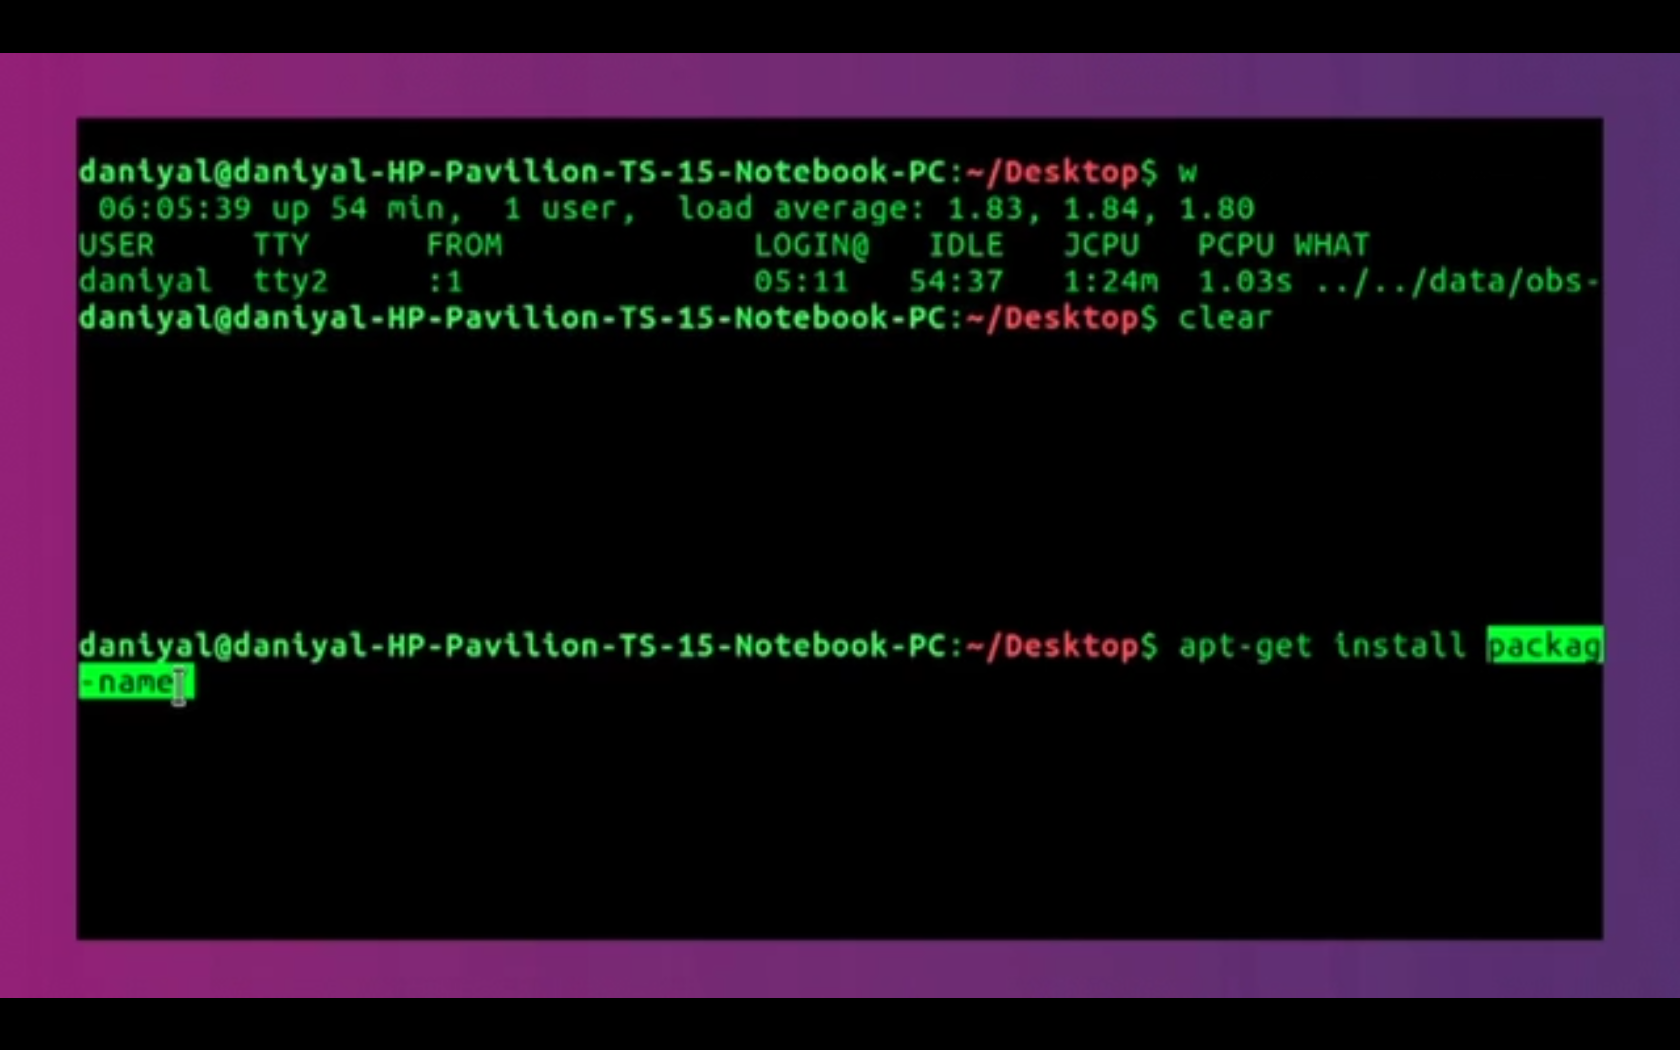 daniyal@daniyal-HP-Pavilion-TS-15-Notebook-PC:~/Desktop$ w
06:05:39 up 54 min, 1 user, load average: 1.83, 1.84, 1.80
USER TTY FROM LOGIN@ IDLE JCPU PCPU WHAT
daniyal tty2 :1 05:11 54:37 1:24m 1.03s ../../data/obs-
daniyal@daniyal-HP-Pavilion-TS-15-Notebook-PC:~/Desktop$ clear
daniyal@daniyal-HP-Pavilion-TS-15-Notebook-PC:~/Desktop$ apt-get install packag
-name